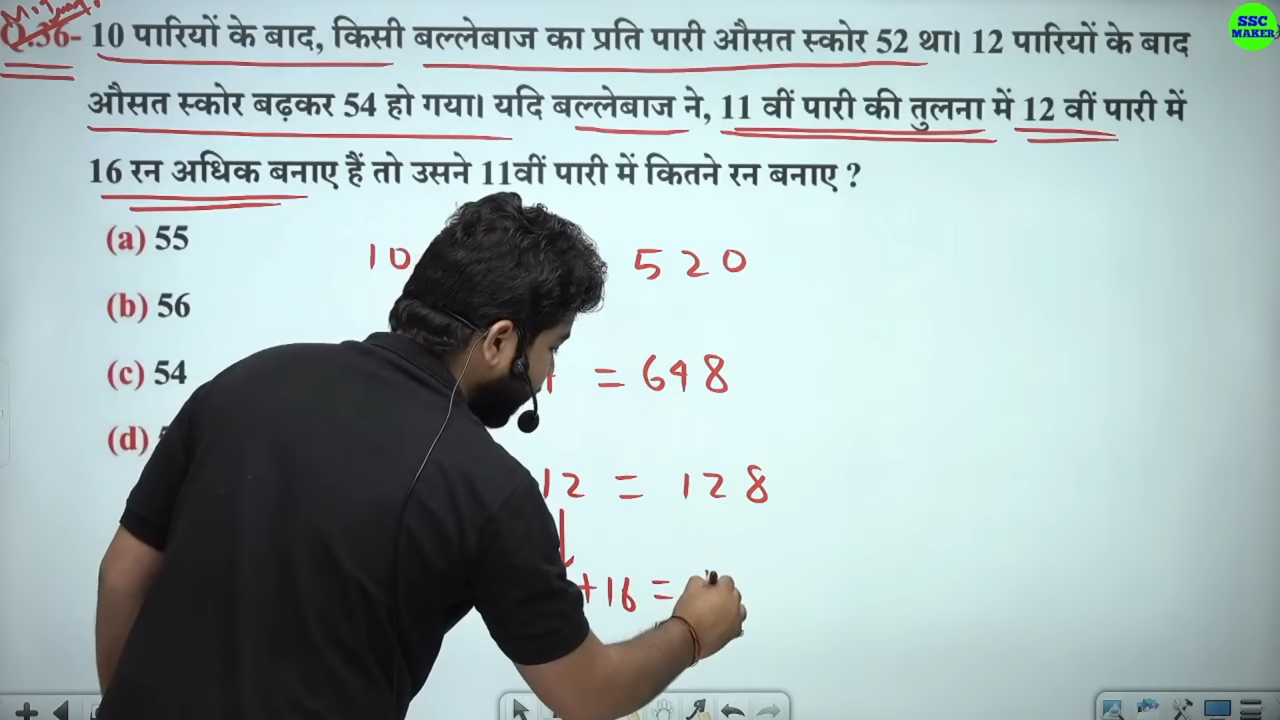 Q.36- 10 पारियों के बाद, किसी बल्लेबाज का प्रति पारी औसत स्कोर 52 था। 12 पारियों के बाद
औसत स्कोर बढ़कर 54 हो गया। यदि बल्लेबाज ने, 11 वीं पारी की तुलना में 12 वीं पारी में
16 रन अधिक बनाए हैं तो उसने 11वीं पारी में कितने रन बनाए ?
(a) 55
(b) 56
(c) 54
(d)
10 520
= 648
12 = 128
+16 =
SSC
MAKER